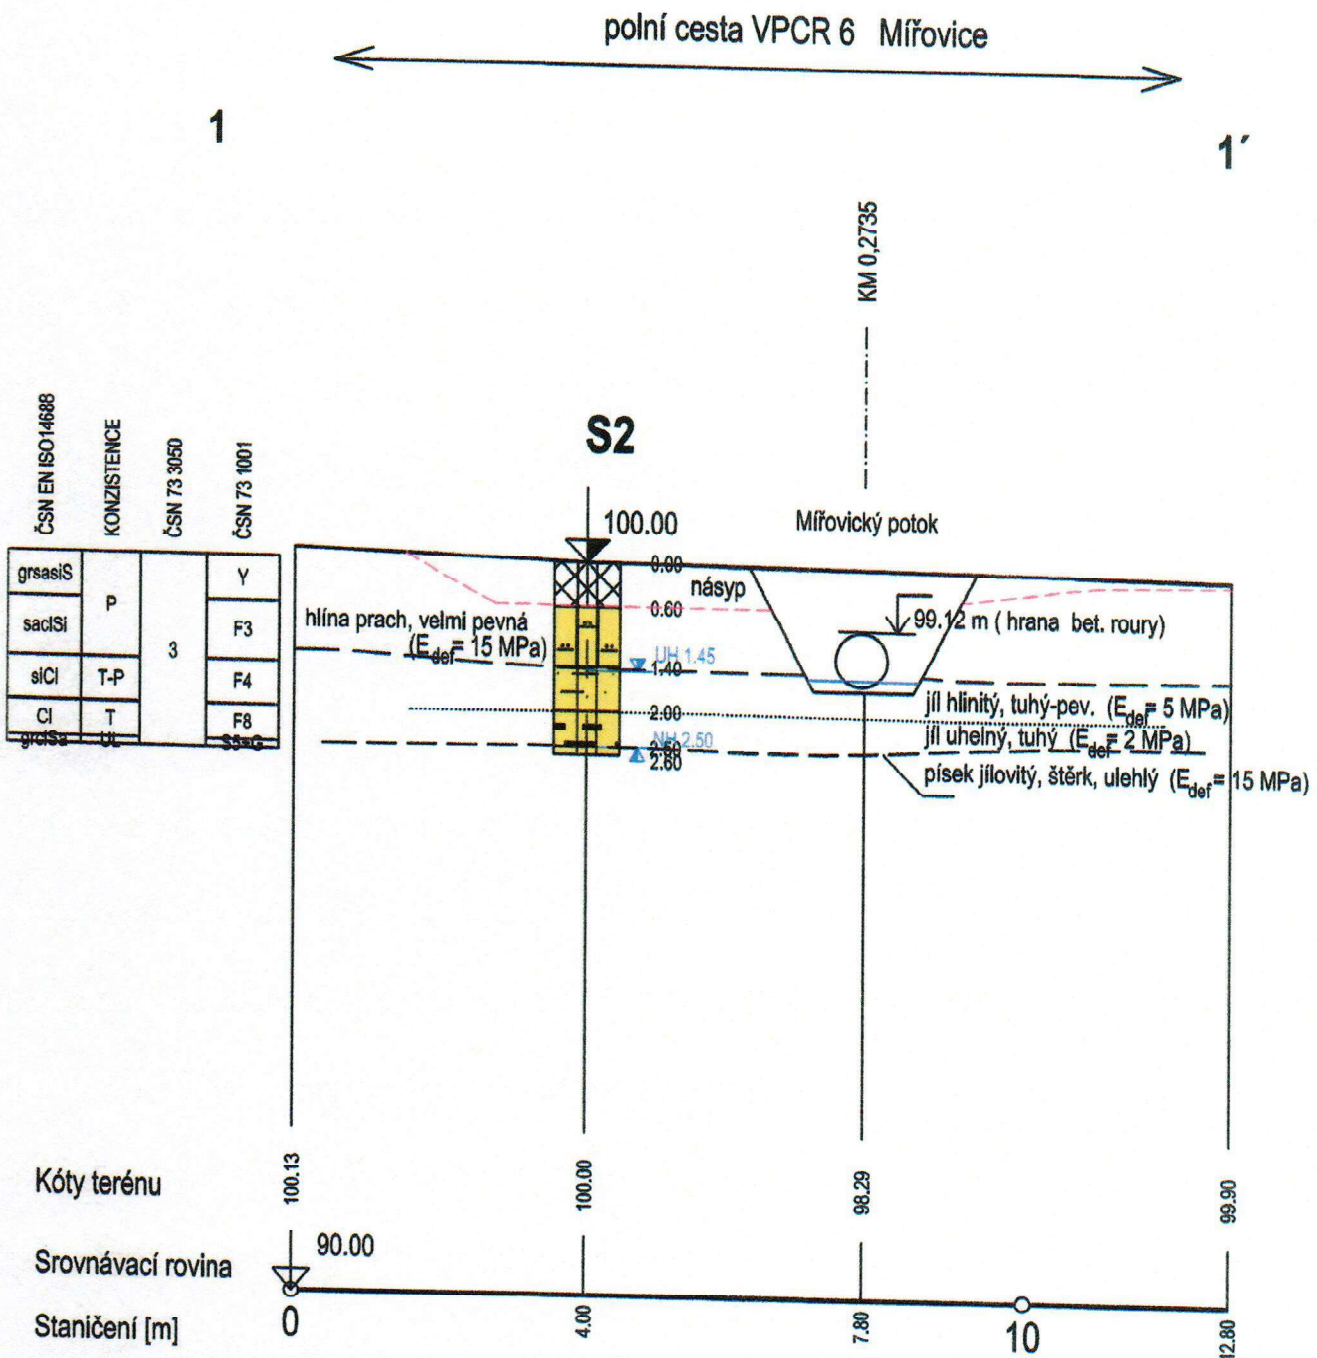 polní cesta VPCR 6 Mířovice
1
1´
KM 0,2735
ČSN EN ISO14688
KONZISTENCE
ČSN 73 3050
ČSN 73 1001
S2
100.00
Mířovický potok
grsasiS
P
3
Y
saclSi
F3
siCl
T-P
F4
Cl
T
F8
grclSa
UL
S5+G
0,00
násyp
0.60
hlína prach, velmi pevná
(Edef= 15 MPa)
99.12 m ( hrana bet. roury)
UH 1.45
1.40
jíl hlinitý, tuhý-pev. (Edef= 5 MPa)
2.00
jíl uhelný, tuhý (Edef= 2 MPa)
NH 2.50
2.50
2.60
písek jílovitý, štěrk, ulehlý (Edef= 15 MPa)
Kóty terénu
100.13
100.00
98.29
99.90
Srovnávací rovina
90.00
Staničení [m]
0
4.00
7.80
10
12.80